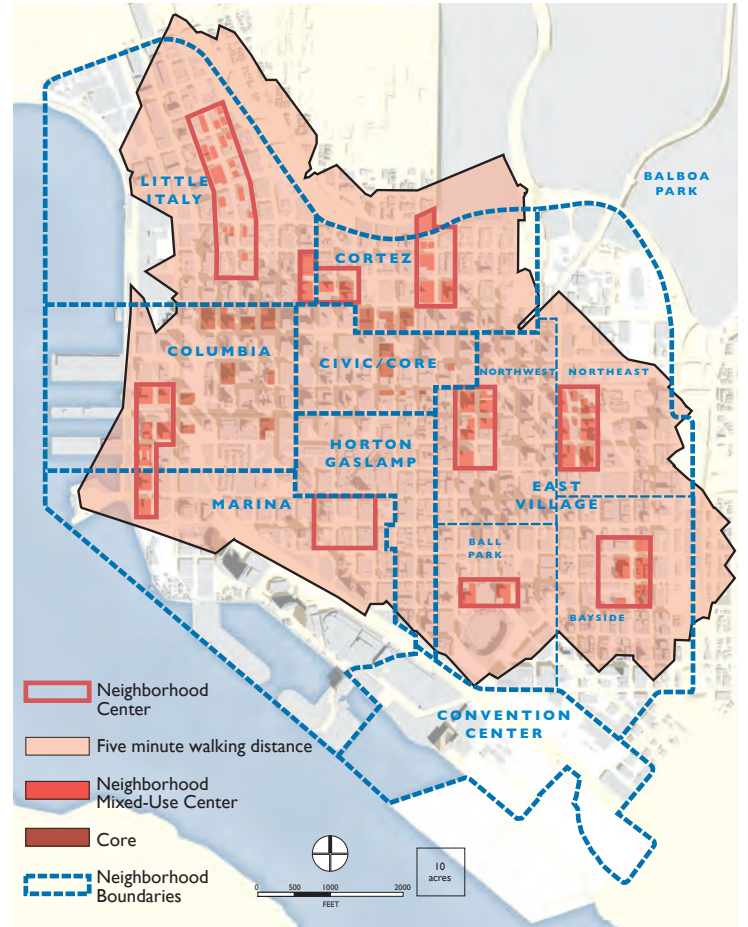 BALBOA
PARK
LITTLE
ITALY
CORTEZ
COLUMBIA
CIVIC/CORE
NORTHWEST
NORTHEAST
HORTON
GASLAMP
EAST
VILLAGE
MARINA
BALL
PARK
BAYSIDE
CONVENTION
CENTER
Neighborhood
Center
Five minute walking distance
Neighborhood
Mixed-Use Center
Core
Neighborhood
Boundaries
0 500 1000 2000
FEET
10
acres